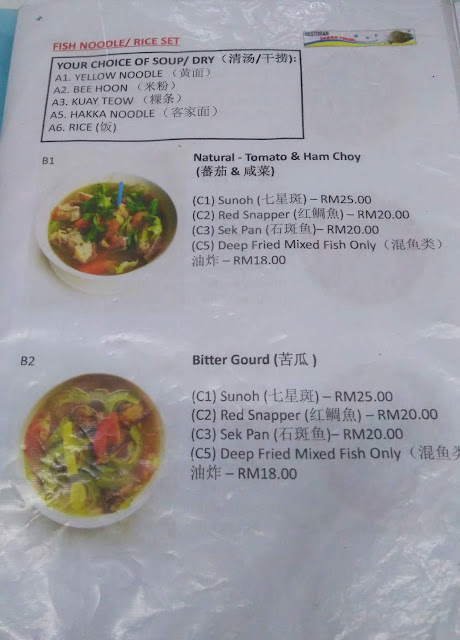 RESTORAN
FISH NOODLE/ RICE SET
YOUR CHOICE OF SOUP/ DRY (清汤/干捞):
A1. YELLOW NOODLE (黄面)
A2. BEE HOON (米粉)
A3. KUAY TEOW (粿条)
A5. HAKKA NOODLE (客家面)
A6. RICE (饭)
B1
Natural - Tomato & Ham Choy
(蕃茄 & 咸菜)
(C1) Sunoh (七星斑) – RM25.00
(C2) Red Snapper (红鲷魚) – RM20.00
(C3) Sek Pan (石斑鱼)– RM20.00
(C5) Deep Fried Mixed Fish Only (混鱼类)
油炸 – RM18.00
B2
Bitter Gourd (苦瓜 )
(C1) Sunoh (七星斑) – RM25.00
(C2) Red Snapper (红鲷魚) – RM20.00
(C3) Sek Pan (石斑鱼)– RM20.00
(C5) Deep Fried Mixed Fish Only (混鱼类
油炸 – RM18.00